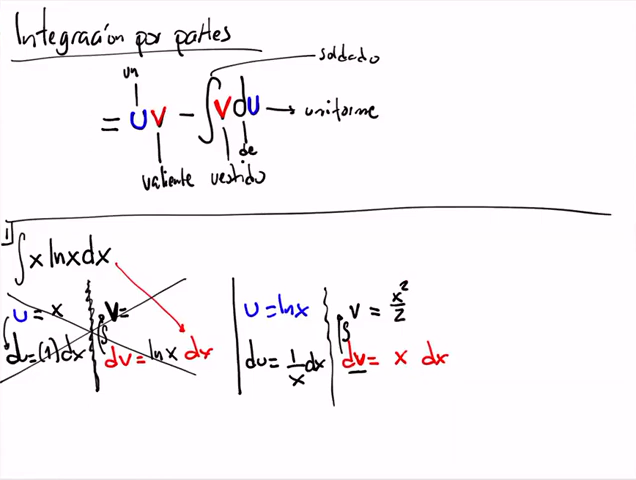 Integración por partes
soldado
un
= UV - ∫vdu → uniforme
de
valiente vestido
1
∫x lnx dx
U = x V=
du=(1)dx ∫ dv = lnx dx
U = lnx V = x²/2
du = 1/x dx ∫ dv = x dx